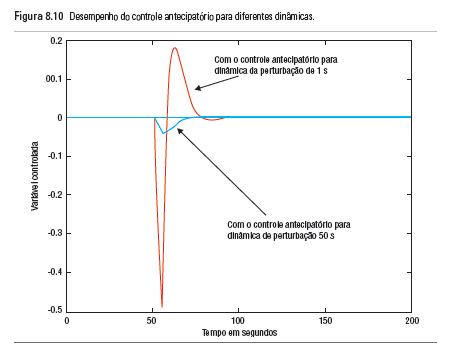 Figura 8.10 Desempenho do controle antecipatório para diferentes dinâmicas.
0.2
00.1
0
-0.1
-0.2
-0.3
-0.4
-0.5
Variável controlada
Com o controle antecipatório para
dinâmica da perturbação de 1 s
Com o controle antecipatório para
dinâmica de perturbação 50 s
0
50
100
150
200
Tempo em segundos